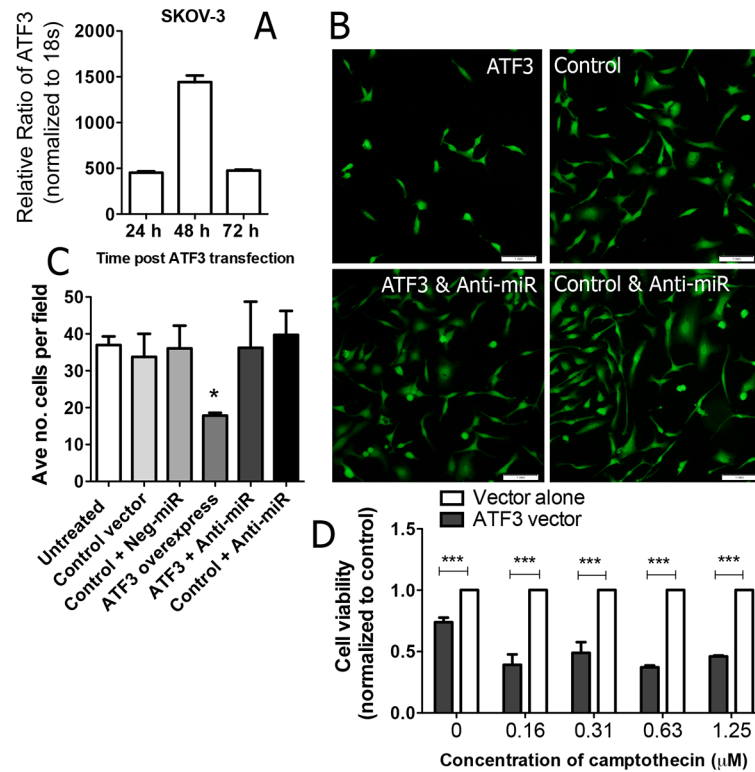 SKOV-3
A
Relative Ratio of ATF3
(normalized to 18s)
2000
1500
1000
500
0
24 h 48 h 72 h
Time post ATF3 transfection
B
ATF3
Control
ATF3 & Anti-miR
Control & Anti-miR
C
Ave no. cells per field
50
40
30
20
10
0
*
Untreated
Control vector
Control + Neg-miR
ATF3 overexpress
ATF3 + Anti-miR
Control + Anti-miR
D
Vector alone
ATF3 vector
Cell viability
(normalized to control)
1.5
1.0
0.5
0.0
*** *** *** *** ***
0 0.16 0.31 0.63 1.25
Concentration of camptothecin (μM)